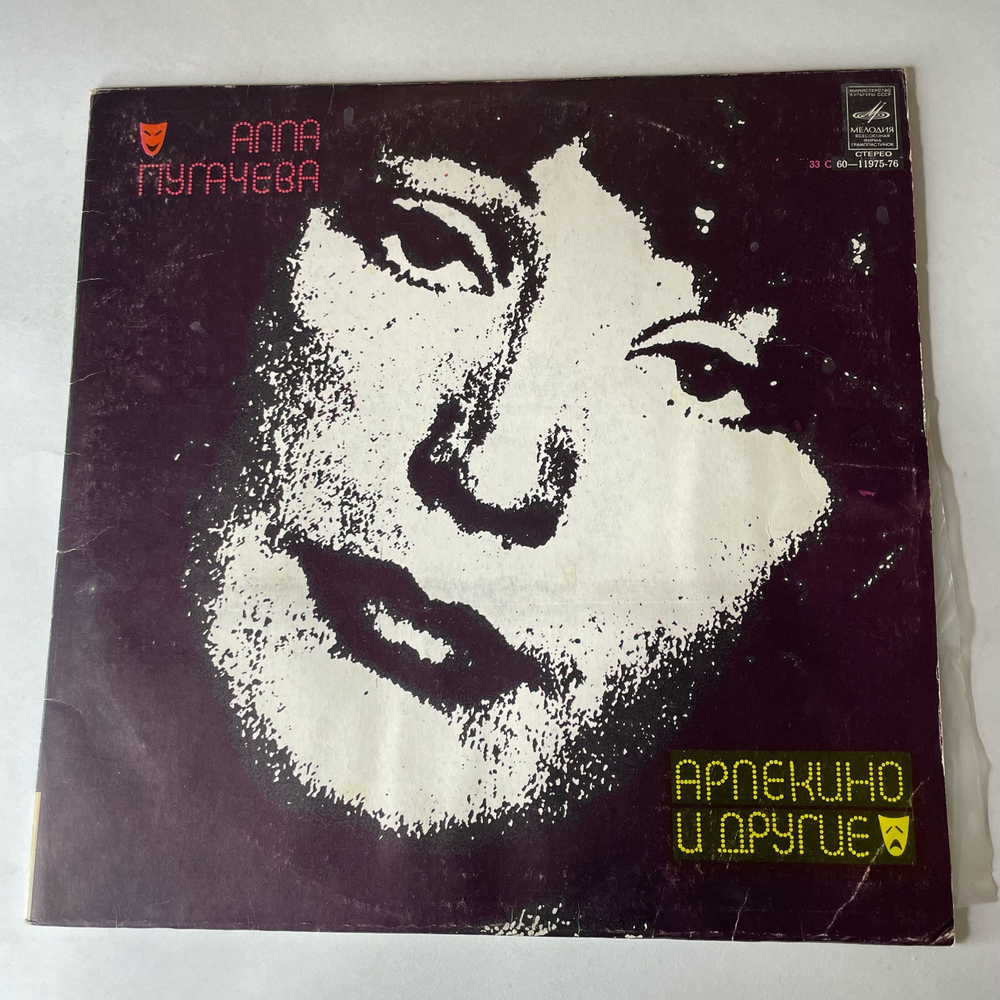 АЛЛА
ПУГАЧЕВА
МИНИСТЕРСТВО
КУЛЬТУРЫ СССР
МЕЛОДИЯ
ВСЕСОЮЗНАЯ
ФИРМА
ГРАМПЛАСТИНОК
СТЕРЕО
33 С 60—11975-76
АРЛЕКИНО
И ДРУГИЕ